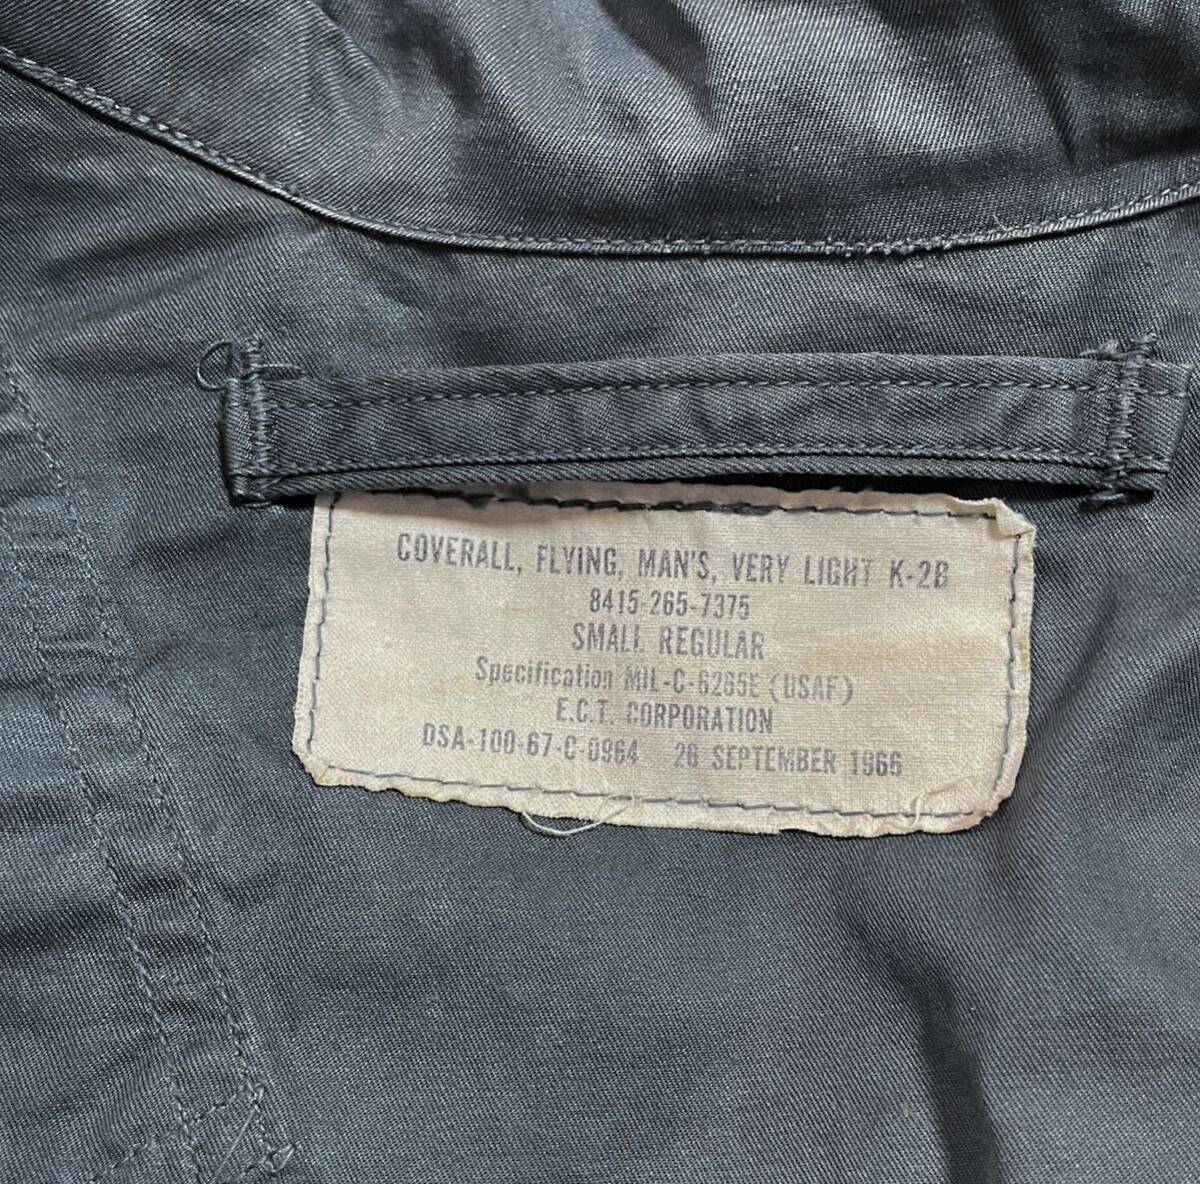 COVERALL, FLYING, MAN'S, VERY LIGHT K-2B
8415-265-7375
SMALL REGULAR
Specification MIL-C-6265E (USAF)
E.C.T. CORPORATION
DSA-100-67-C-0964 26 SEPTEMBER 1966